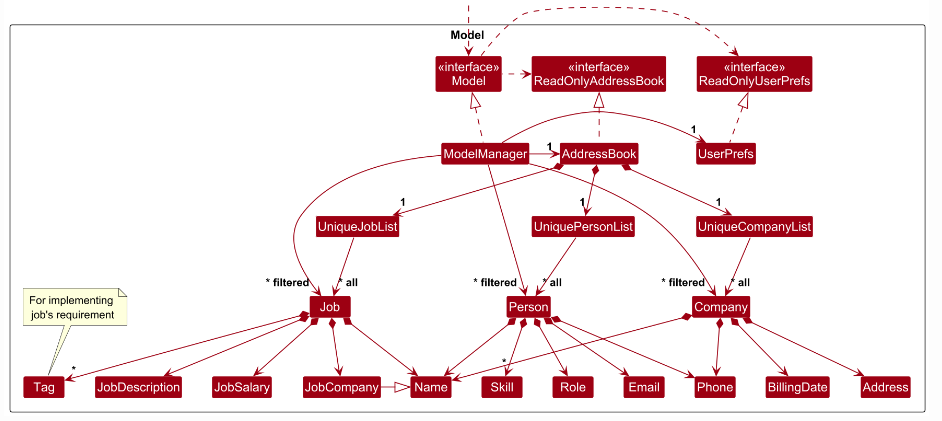 Model
«interface»
Model
«interface»
ReadOnlyAddressBook
«interface»
ReadOnlyUserPrefs
1
ModelManager
1
AddressBook
UserPrefs
1
1
1
UniqueJobList
UniquePersonList
UniqueCompanyList
* filtered
* all
* filtered
* all
* filtered
* all
For implementing
job's requirement
Job
Person
Company
*
*
Tag
JobDescription
JobSalary
JobCompany
Name
Skill
Role
Email
Phone
BillingDate
Address